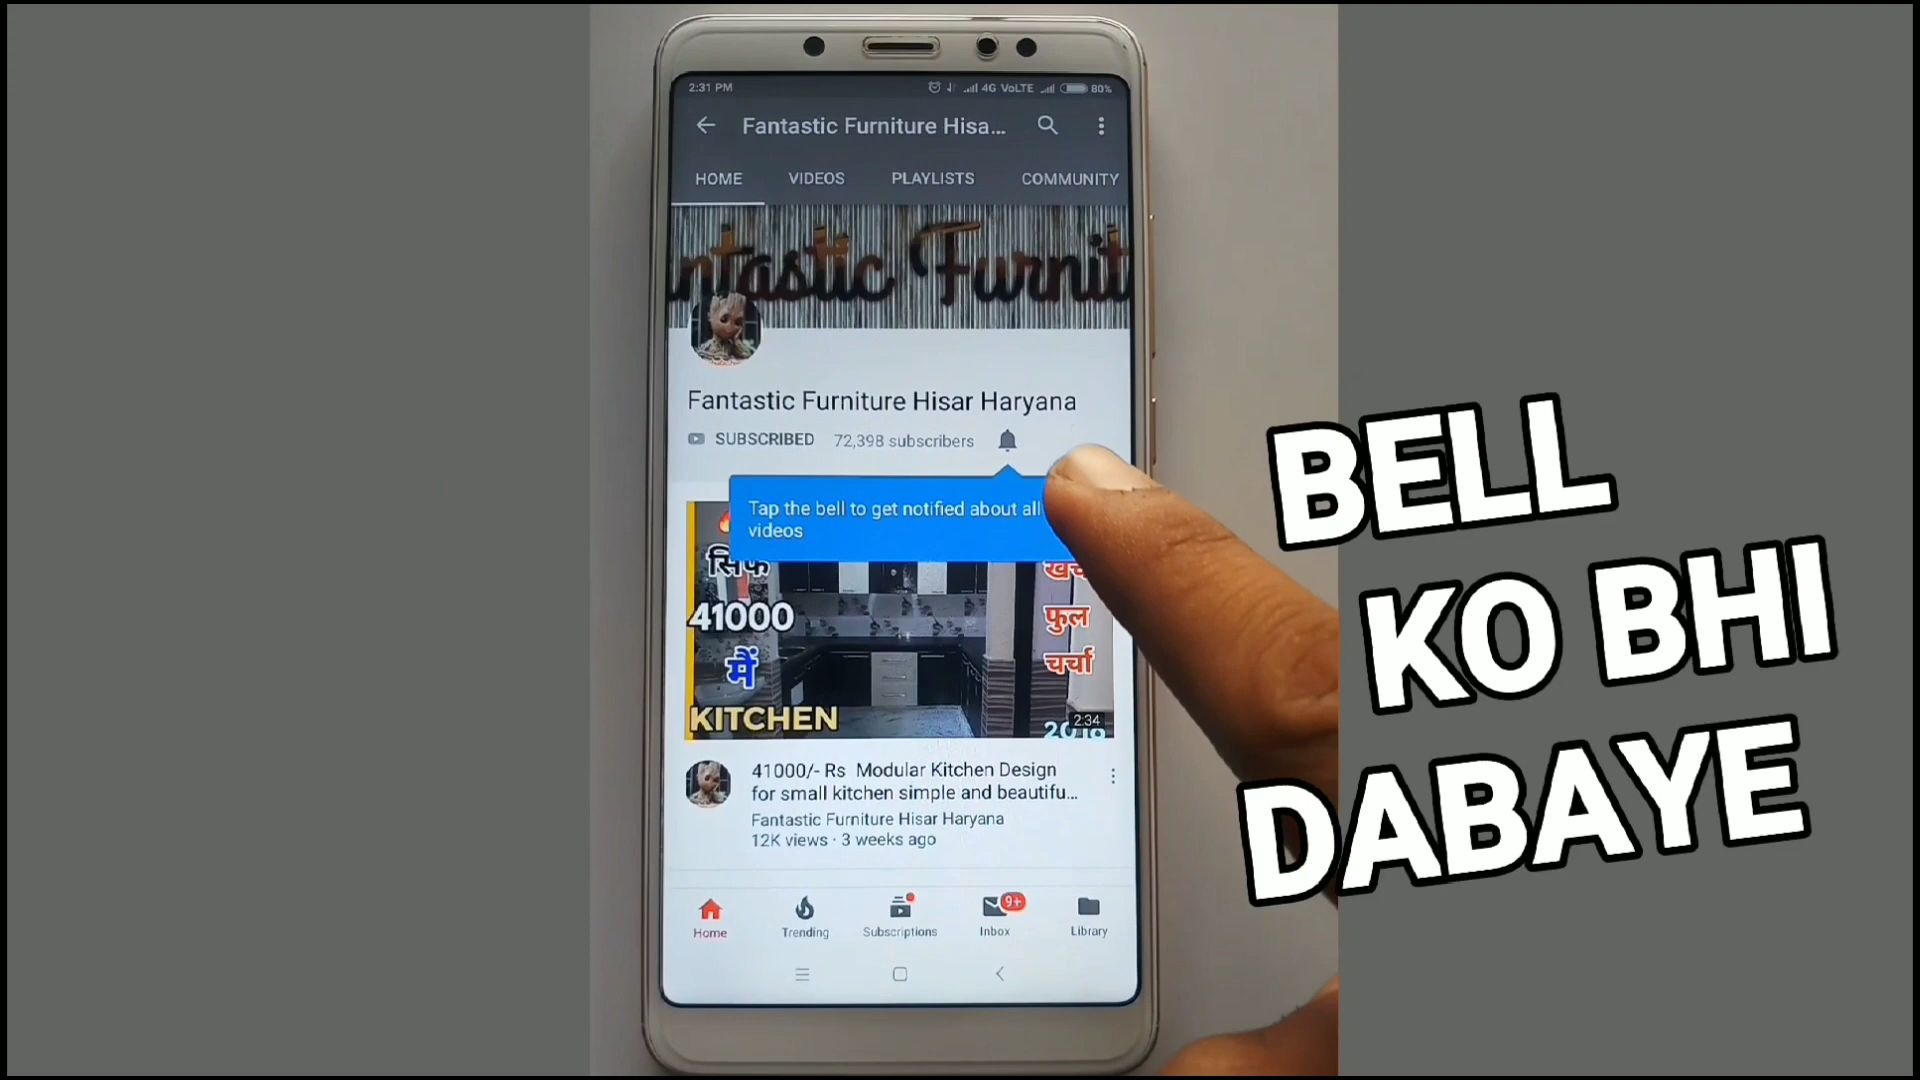 2:31 PM
4G VoLTE 80%
Fantastic Furniture Hisa...
HOME VIDEOS PLAYLISTS COMMUNITY
ntastic Furnit
Fantastic Furniture Hisar Haryana
SUBSCRIBED 72,398 subscribers
Tap the bell to get notified about all
videos
सिर्फ
41000
में
KITCHEN
फुल
चर्चा
2:34
2018
41000/- Rs Modular Kitchen Design
for small kitchen simple and beautifu...
Fantastic Furniture Hisar Haryana
12K views · 3 weeks ago
Home Trending Subscriptions Inbox 9+ Library
BELL
KO BHI
DABAYE